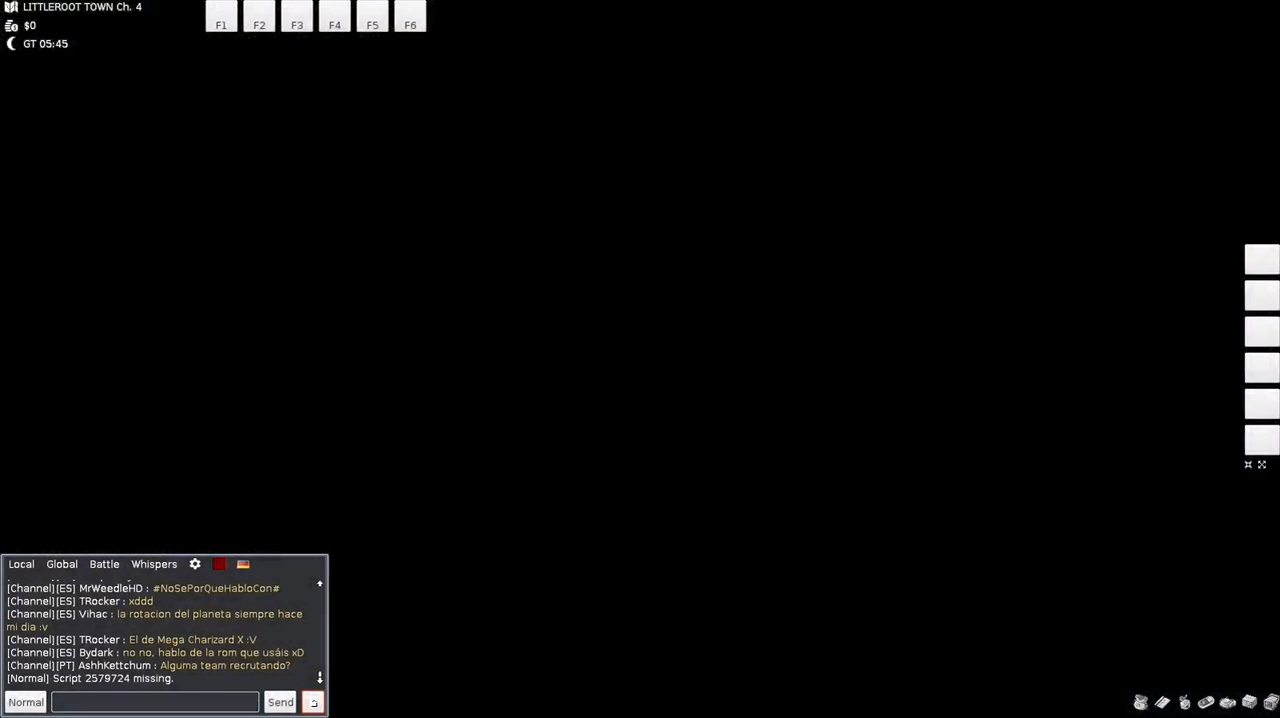 LITTLEROOT TOWN Ch. 4
$0
GT 05:45
F1 F2 F3 F4 F5 F6
Local Global Battle Whispers
[Channel][ES] MrWeedleHD : #NoSePorQueHabloCon#
[Channel][ES] TRocker : xddd
[Channel][ES] Vihac : la rotacion del planeta siempre hace
mi dia :v
[Channel][ES] TRocker : El de Mega Charizard X :V
[Channel][ES] Bydark : no no, hablo de la rom que usáis xD
[Channel][PT] AshhKettchum : Alguma team recrutando?
[Normal] Script 2579724 missing.
Normal Send